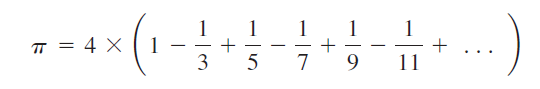 π = 4 × ( 1 − 1/3 + 1/5 − 1/7 + 1/9 − 1/11 + ... )